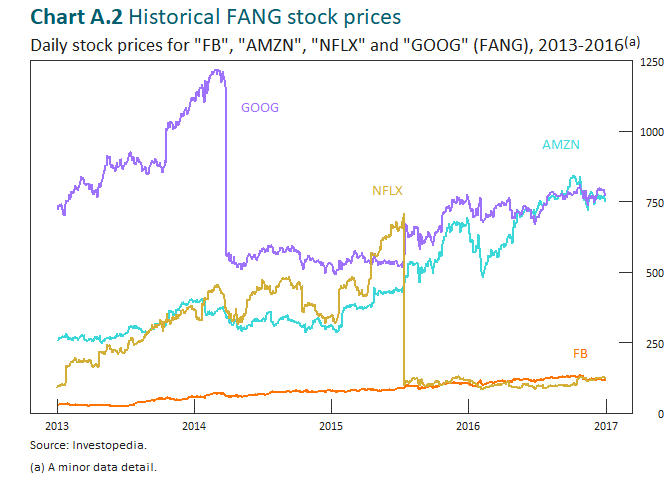 Chart A.2 Historical FANG stock prices
Daily stock prices for "FB", "AMZN", "NFLX" and "GOOG" (FANG), 2013-2016(a)
1250
GOOG
1000
AMZN
NFLX
750
500
FB
250
0
2013 2014 2015 2016 2017
Source: Investopedia.
(a) A minor data detail.